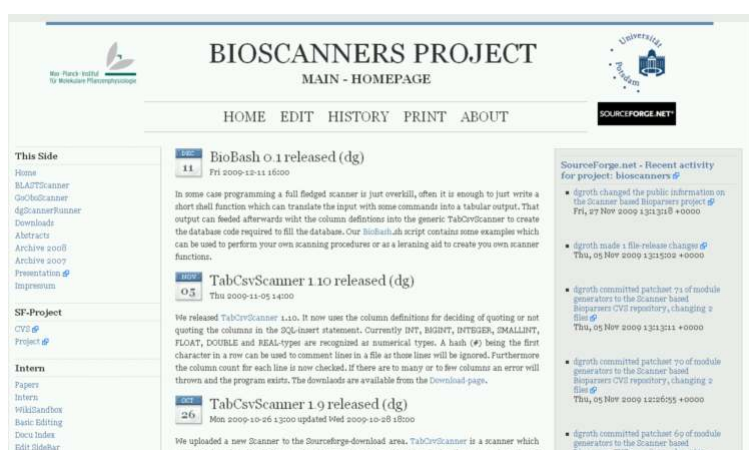 Max-Planck-Institut
für Molekulare Pflanzenphysiologie
BIOSCANNERS PROJECT
MAIN - HOMEPAGE
Universität
Potsdam
HOME EDIT HISTORY PRINT ABOUT
SOURCEFORGE.NET
This Side
Home
BLASTScanner
GoOboScanner
dgScannerRunner
Downloads
Abstracts
Archive 2008
Archive 2007
Presentation
Impressum
SF-Project
CVS
Project
Intern
Papers
Intern
WikiSandbox
Basic Editing
Docu Index
Edit SideBar
DEC
11
BioBash 0.1 released (dg)
Fri 2009-12-11 16:00
In some case programming a full fledged scanner is just overkill, often it is enough to just write a
short shell function which can translate the input with some commands into a tabular output. That
output can feeded afterwards wiht the column defintions into the generic TabCsvScanner to create
the database code required to fill the database. Our BioBash.sh script contains some examples which
can be used to perform your own scanning procedures or as a leraning aid to create you own scanner
functions.
NOV
05
TabCsvScanner 1.10 released (dg)
Thu 2009-11-05 14:00
We released TabCsvScanner 1.10. It now uses the column definitions for deciding of quoting or not
quoting the columns in the SQL-insert statement. Currently INT, BIGINT, INTEGER, SMALLINT,
FLOAT, DOUBLE and REAL-types are recognized as numerical types. A hash (#) being the first
character in a row can be used to comment lines in a file as those lines will be ignored. Furthermore
the column count for each line is now checked. If there are to many or to few columns an error will
thrown and the program exists. The downlaods are available from the Download-page.
OCT
26
TabCsvScanner 1.9 released (dg)
Mon 2009-10-26 13:00 updated Wed 2009-10-28 18:00
We uploaded a new Scanner to the Sourceforge-download area. TabCsvScanner is a scanner which
SourceForge.net - Recent activity
for project: bioscanners
dgroth changed the public information on
the Scanner based Bioparsers project
Fri, 27 Nov 2009 13:13:18 +0000
dgroth made 1 file-release changes
Thu, 05 Nov 2009 13:15:02 +0000
dgroth committed patchset 71 of module
generators to the Scanner based
Bioparsers CVS repository, changing 2
files
Thu, 05 Nov 2009 13:13:11 +0000
dgroth committed patchset 70 of module
generators to the Scanner based
Bioparsers CVS repository, changing 2
files
Thu, 05 Nov 2009 12:26:55 +0000
dgroth committed patchset 69 of module
generators to the Scanner based